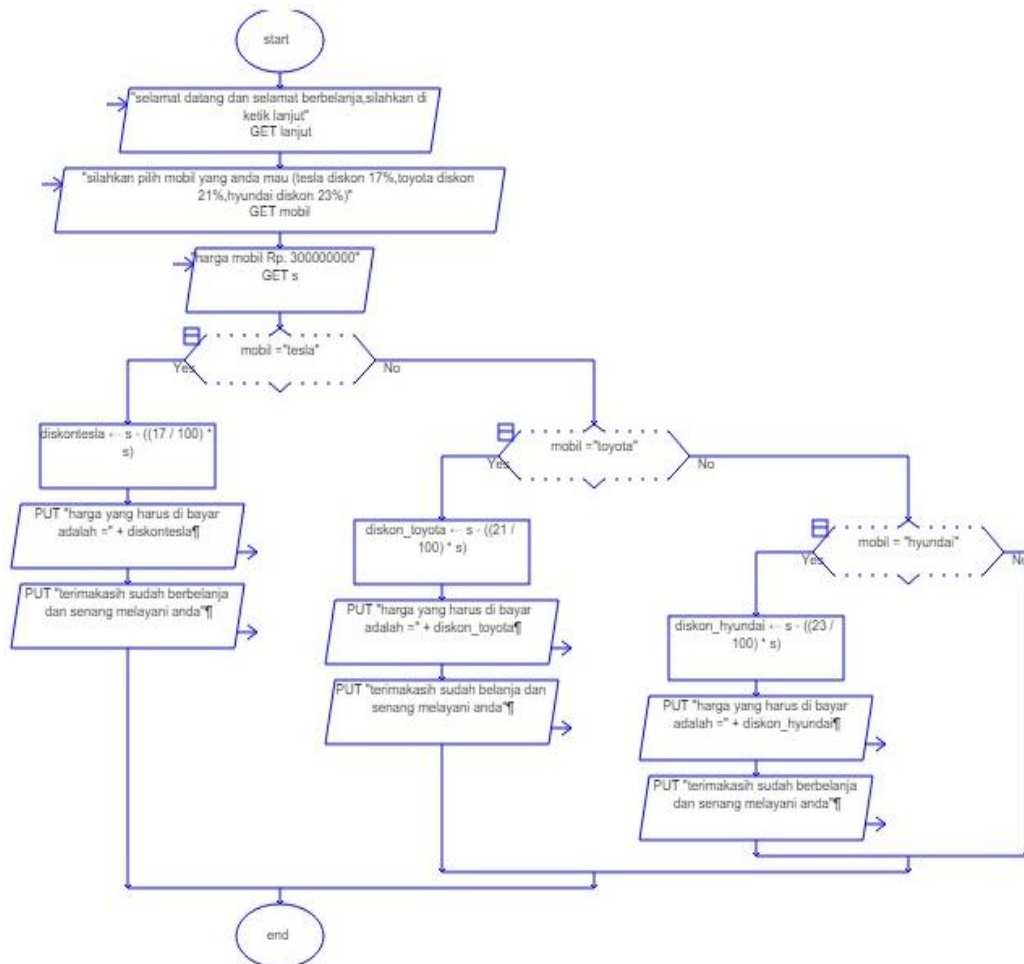 start
"selamat datang dan selamat berbelanja,silahkan di
ketik lanjut"
GET lanjut
"silahkan pilih mobil yang anda mau (tesla diskon 17%,toyota diskon
21%,hyundai diskon 23%)"
GET mobil
"harga mobil Rp. 300000000"
GET s
mobil ="tesla"
Yes
No
diskontesla ← s - ((17 / 100) *
s)
PUT "harga yang harus di bayar
adalah =" + diskontesla¶
PUT "terimakasih sudah berbelanja
dan senang melayani anda"¶
mobil ="toyota"
Yes
No
diskon_toyota ← s - ((21 /
100) * s)
PUT "harga yang harus di bayar
adalah =" + diskon_toyota¶
PUT "terimakasih sudah belanja dan
senang melayani anda"¶
mobil = "hyundai"
Yes
No
diskon_hyundai ← s - ((23 /
100) * s)
PUT "harga yang harus di bayar
adalah =" + diskon_hyundai¶
PUT "terimakasih sudah berbelanja
dan senang melayani anda"¶
end